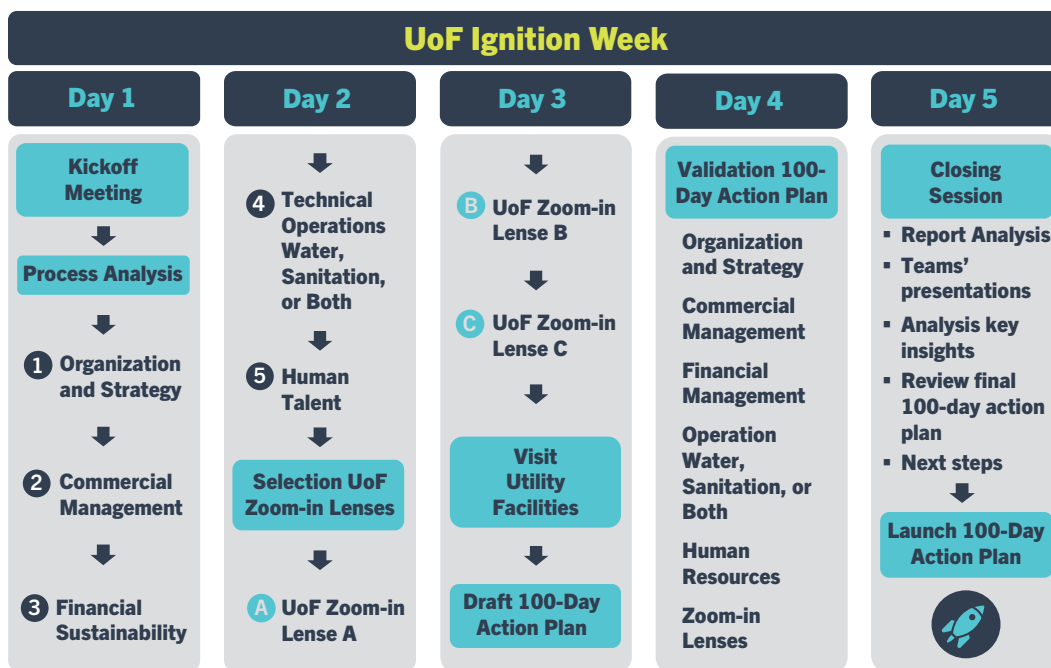 UoF Ignition Week
Day 1
Kickoff
Meeting
Process Analysis
1 Organization
and Strategy
2 Commercial
Management
3 Financial
Sustainability
Day 2
4 Technical
Operations
Water,
Sanitation,
or Both
5 Human
Talent
Selection UoF
Zoom-in Lenses
A UoF Zoom-in
Lense A
Day 3
B UoF Zoom-in
Lense B
C UoF Zoom-in
Lense C
Visit
Utility
Facilities
Draft 100-Day
Action Plan
Day 4
Validation 100-
Day Action Plan
Organization
and Strategy
Commercial
Management
Financial
Management
Operation
Water,
Sanitation, or
Both
Human
Resources
Zoom-in
Lenses
Day 5
Closing
Session
▪ Report Analysis
▪ Teams’
presentations
▪ Analysis key
insights
▪ Review final
100-day action
plan
▪ Next steps
Launch 100-Day
Action Plan